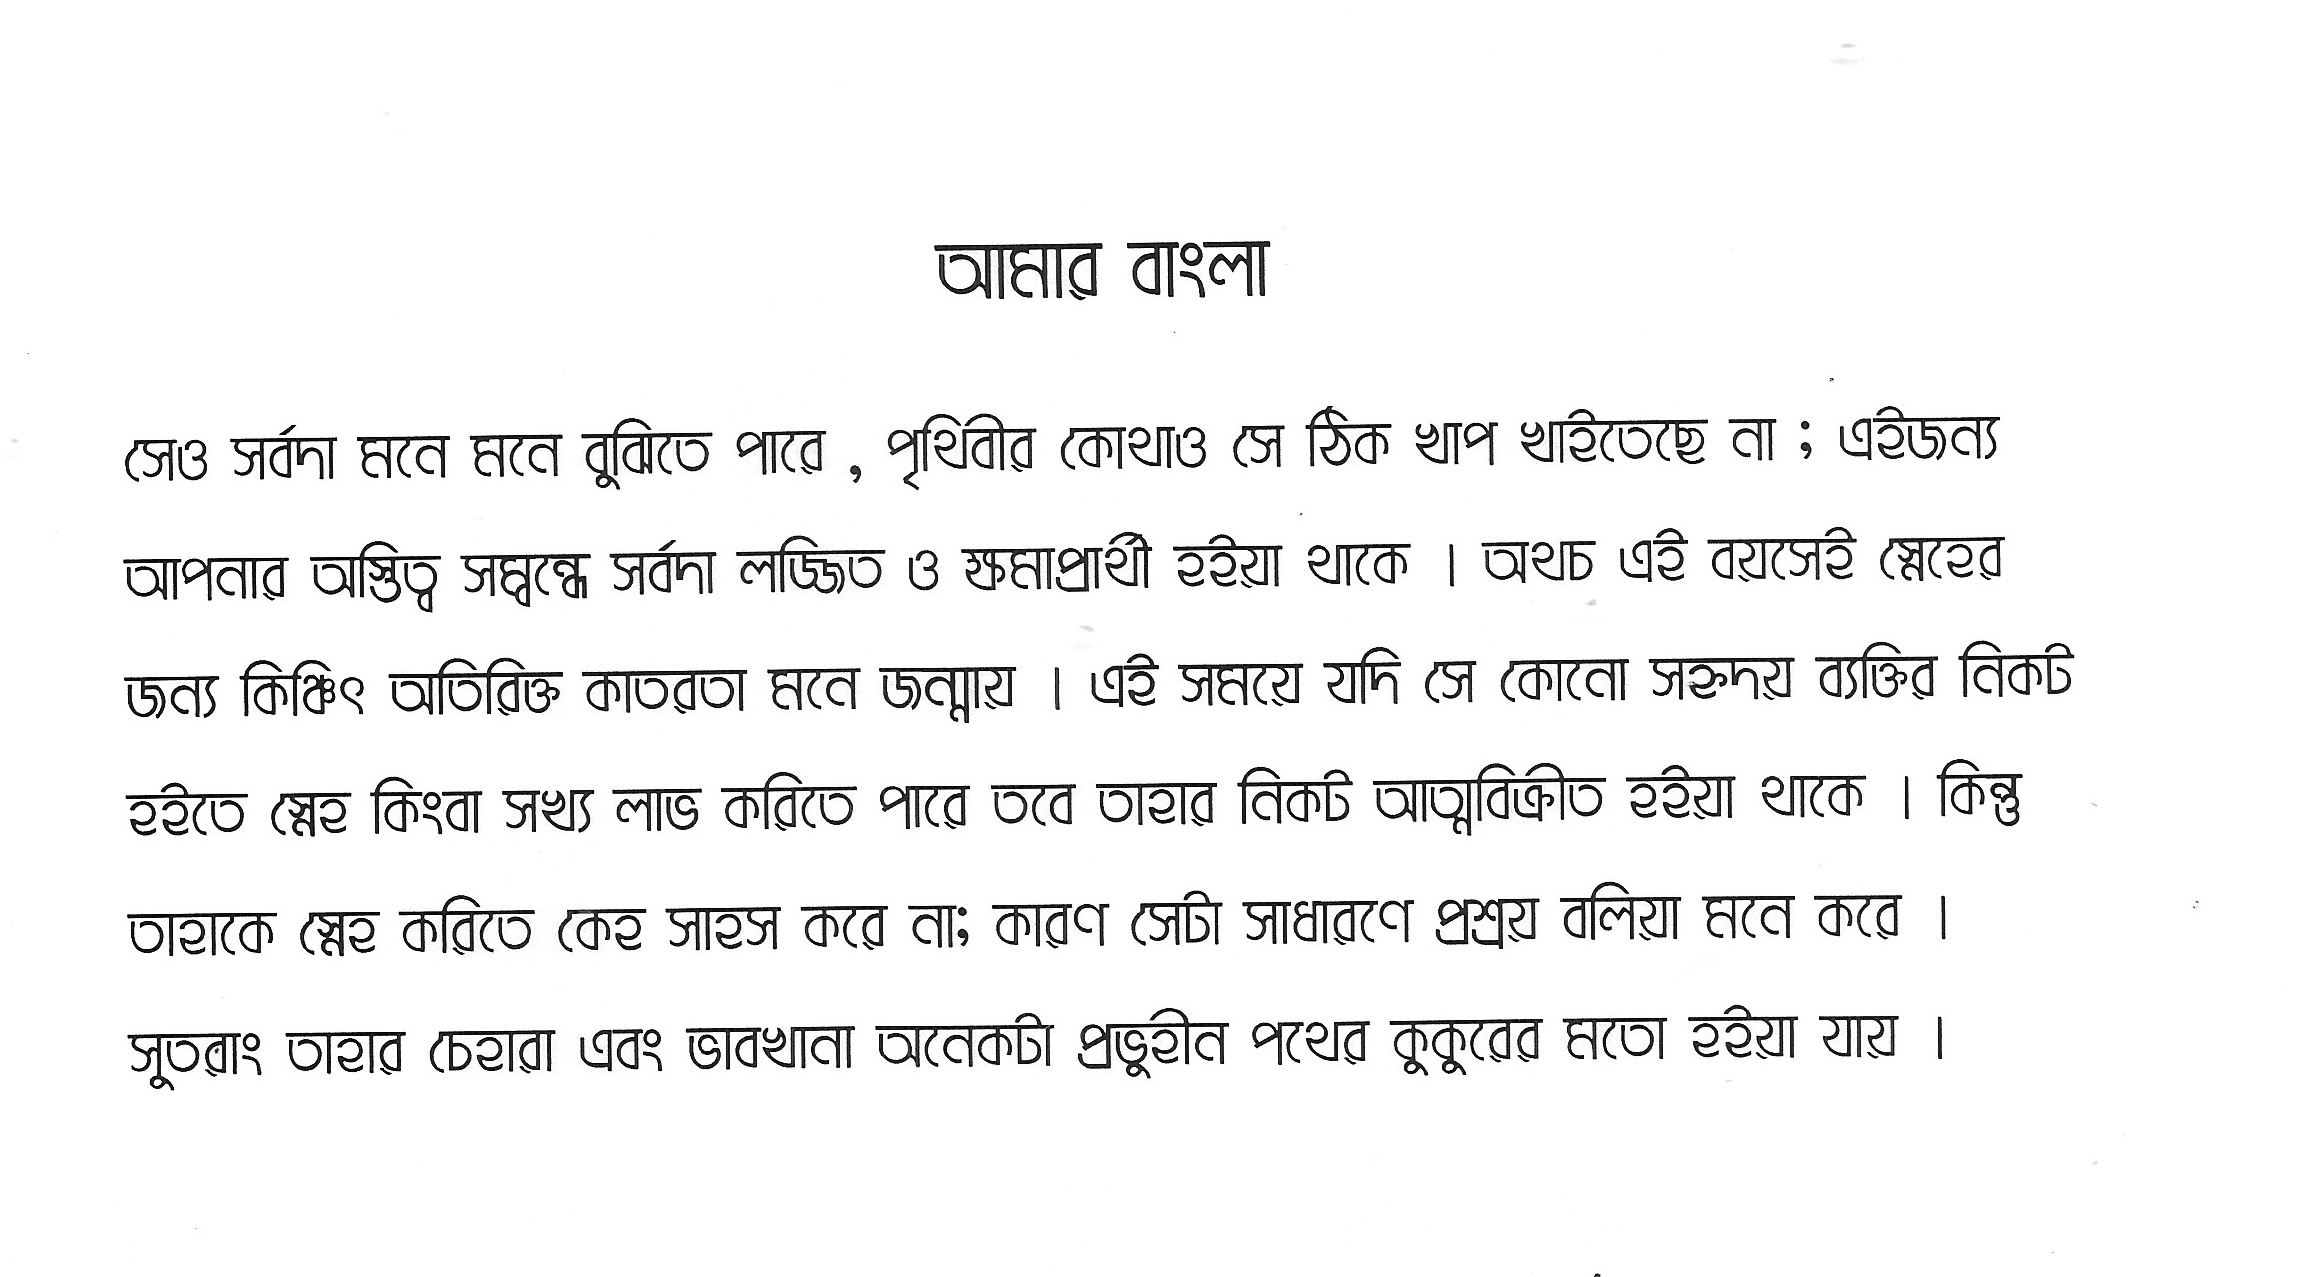 আমার বাংলা
সেও সর্বদা মনে মনে বুঝিতে পারে , পৃথিবীর কোথাও সে ঠিক খাপ খাইতেছে না ; এইজন্য
আপনার অস্তিত্ব সম্বন্ধে সর্বদা লজ্জিত ও ক্ষমাপ্রার্থী হইয়া থাকে । অথচ এই বয়সেই স্নেহের
জন্য কিঞ্চিৎ অতিরিক্ত কাতরতা মনে জন্মায় । এই সময়ে যদি সে কোনো সহৃদয় ব্যক্তির নিকট
হইতে স্নেহ কিংবা সখ্য লাভ করিতে পারে তবে তাহার নিকট আত্মবিক্রীত হইয়া থাকে । কিন্তু
তাহাকে স্নেহ করিতে কেহ সাহস করে না; কারণ সেটা সাধারণে প্রশ্রয় বলিয়া মনে করে ।
সুতরাং তাহার চেহারা এবং ভাবখানা অনেকটা প্রভুহীন পথের কুকুরের মতো হইয়া যায় ।